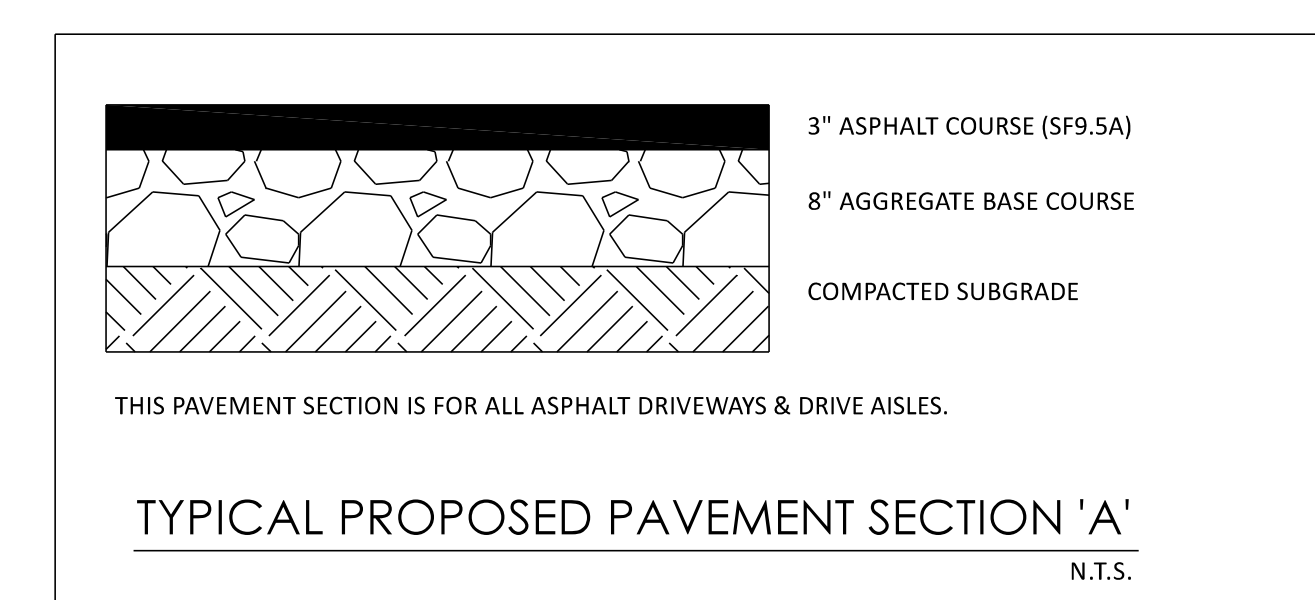 3" ASPHALT COURSE (SF9.5A)
8" AGGREGATE BASE COURSE
COMPACTED SUBGRADE
THIS PAVEMENT SECTION IS FOR ALL ASPHALT DRIVEWAYS & DRIVE AISLES.
TYPICAL PROPOSED PAVEMENT SECTION 'A'
N.T.S.